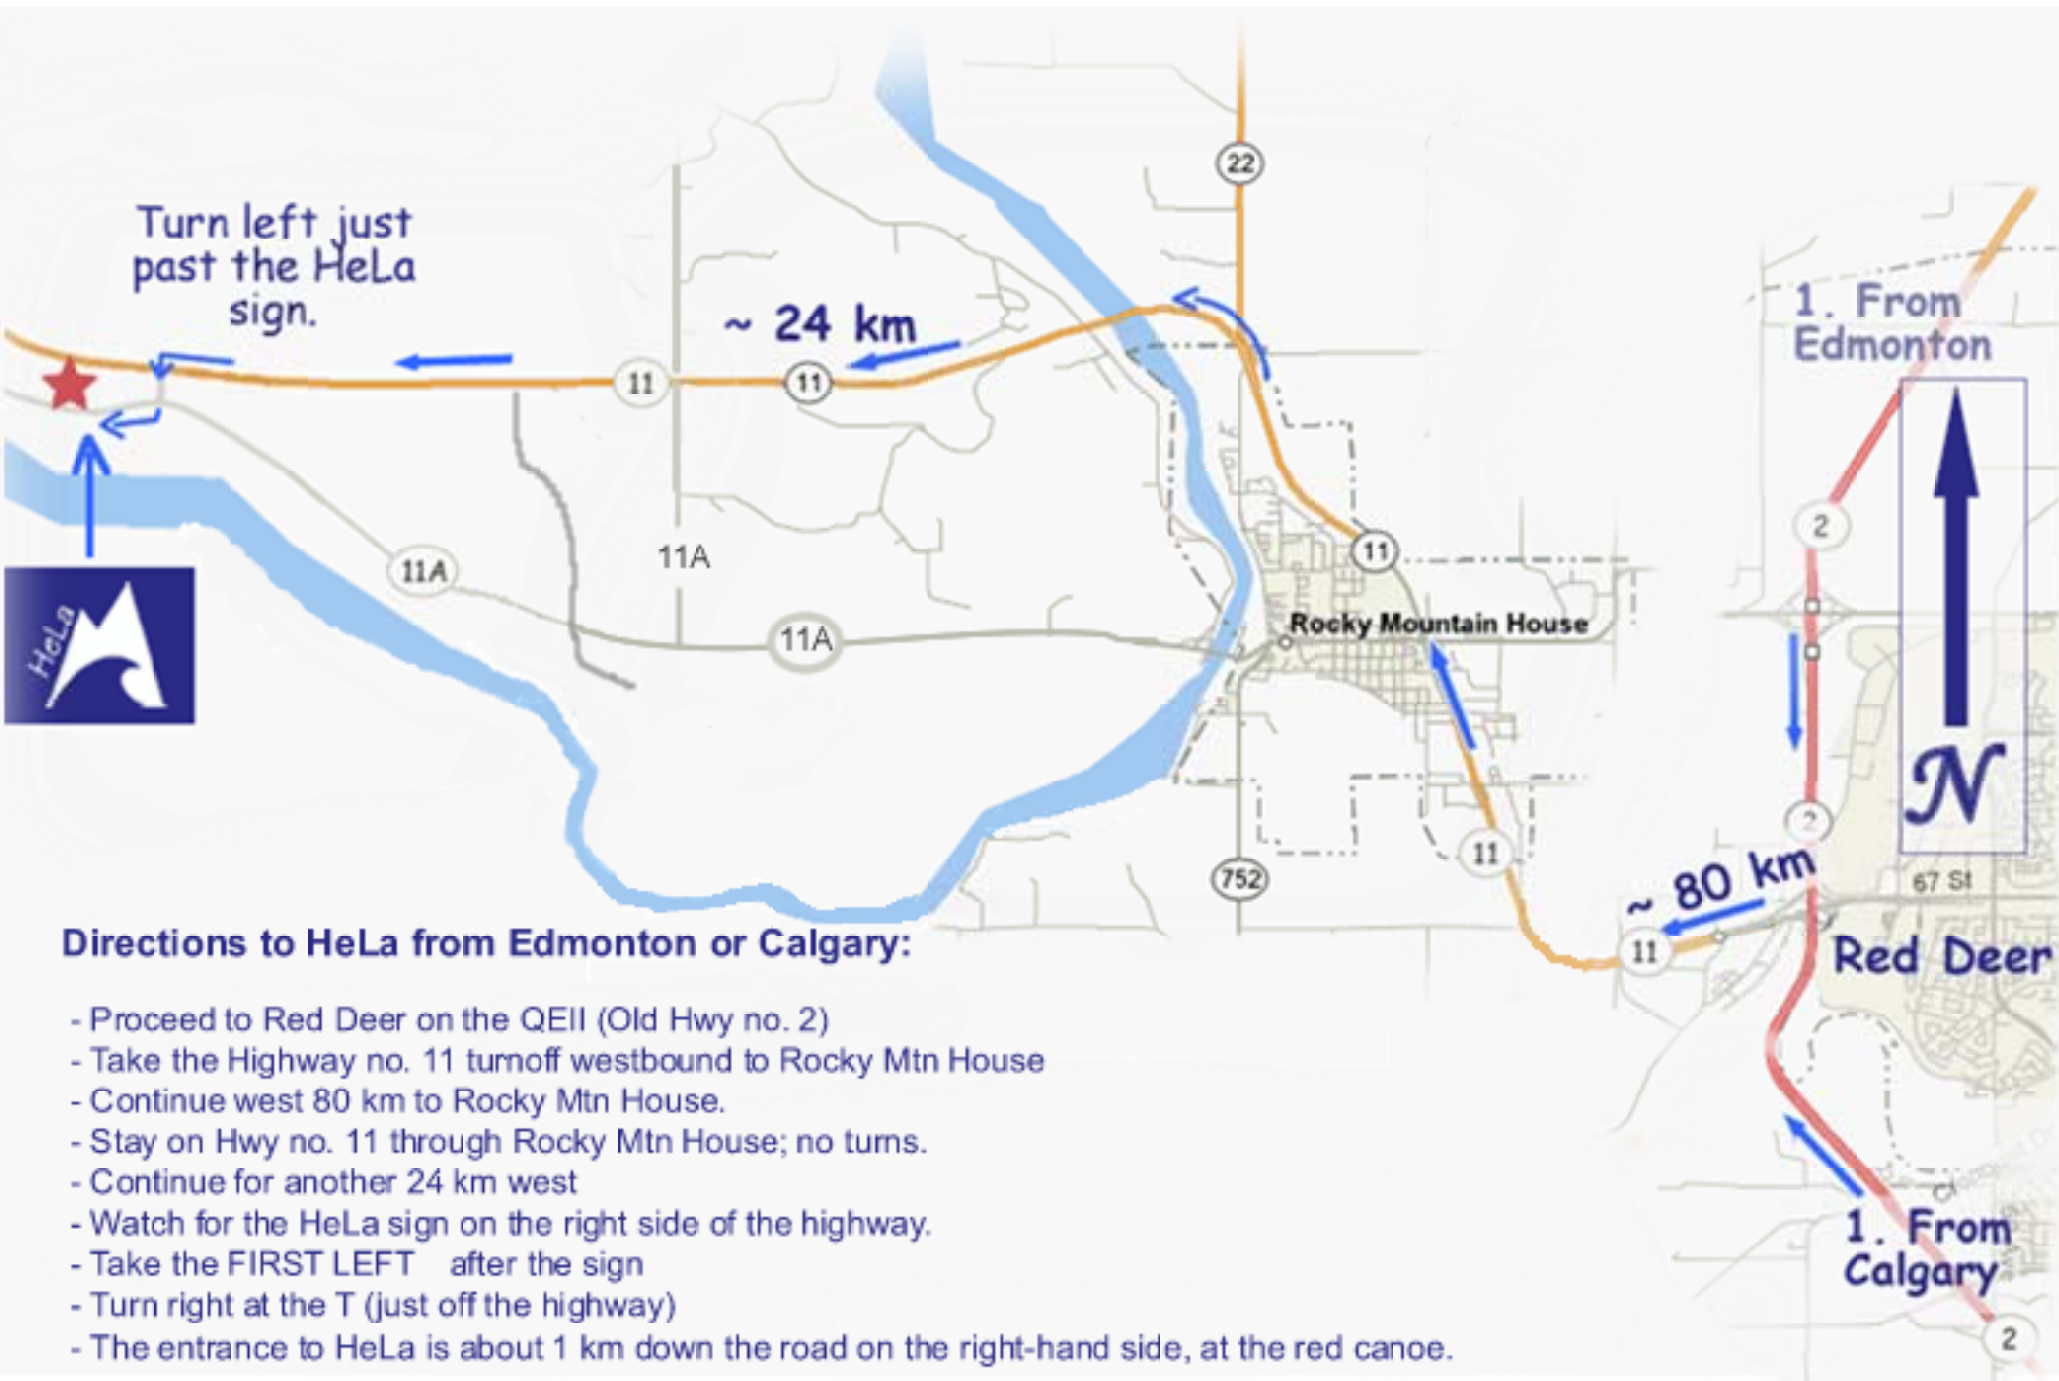 22
Turn left just
past the HeLa
sign.
~ 24 km
1. From
Edmonton
11
11
2
11
11A
11A
HeLa
Rocky Mountain House
11A
N
2
~ 80 km
11
752
67 St
11
Red Deer
Directions to HeLa from Edmonton or Calgary:
- Proceed to Red Deer on the QEII (Old Hwy no. 2)
- Take the Highway no. 11 turnoff westbound to Rocky Mtn House
- Continue west 80 km to Rocky Mtn House.
- Stay on Hwy no. 11 through Rocky Mtn House; no turns.
- Continue for another 24 km west
- Watch for the HeLa sign on the right side of the highway.
- Take the FIRST LEFT after the sign
- Turn right at the T (just off the highway)
- The entrance to HeLa is about 1 km down the road on the right-hand side, at the red canoe.
1. From
Calgary
2